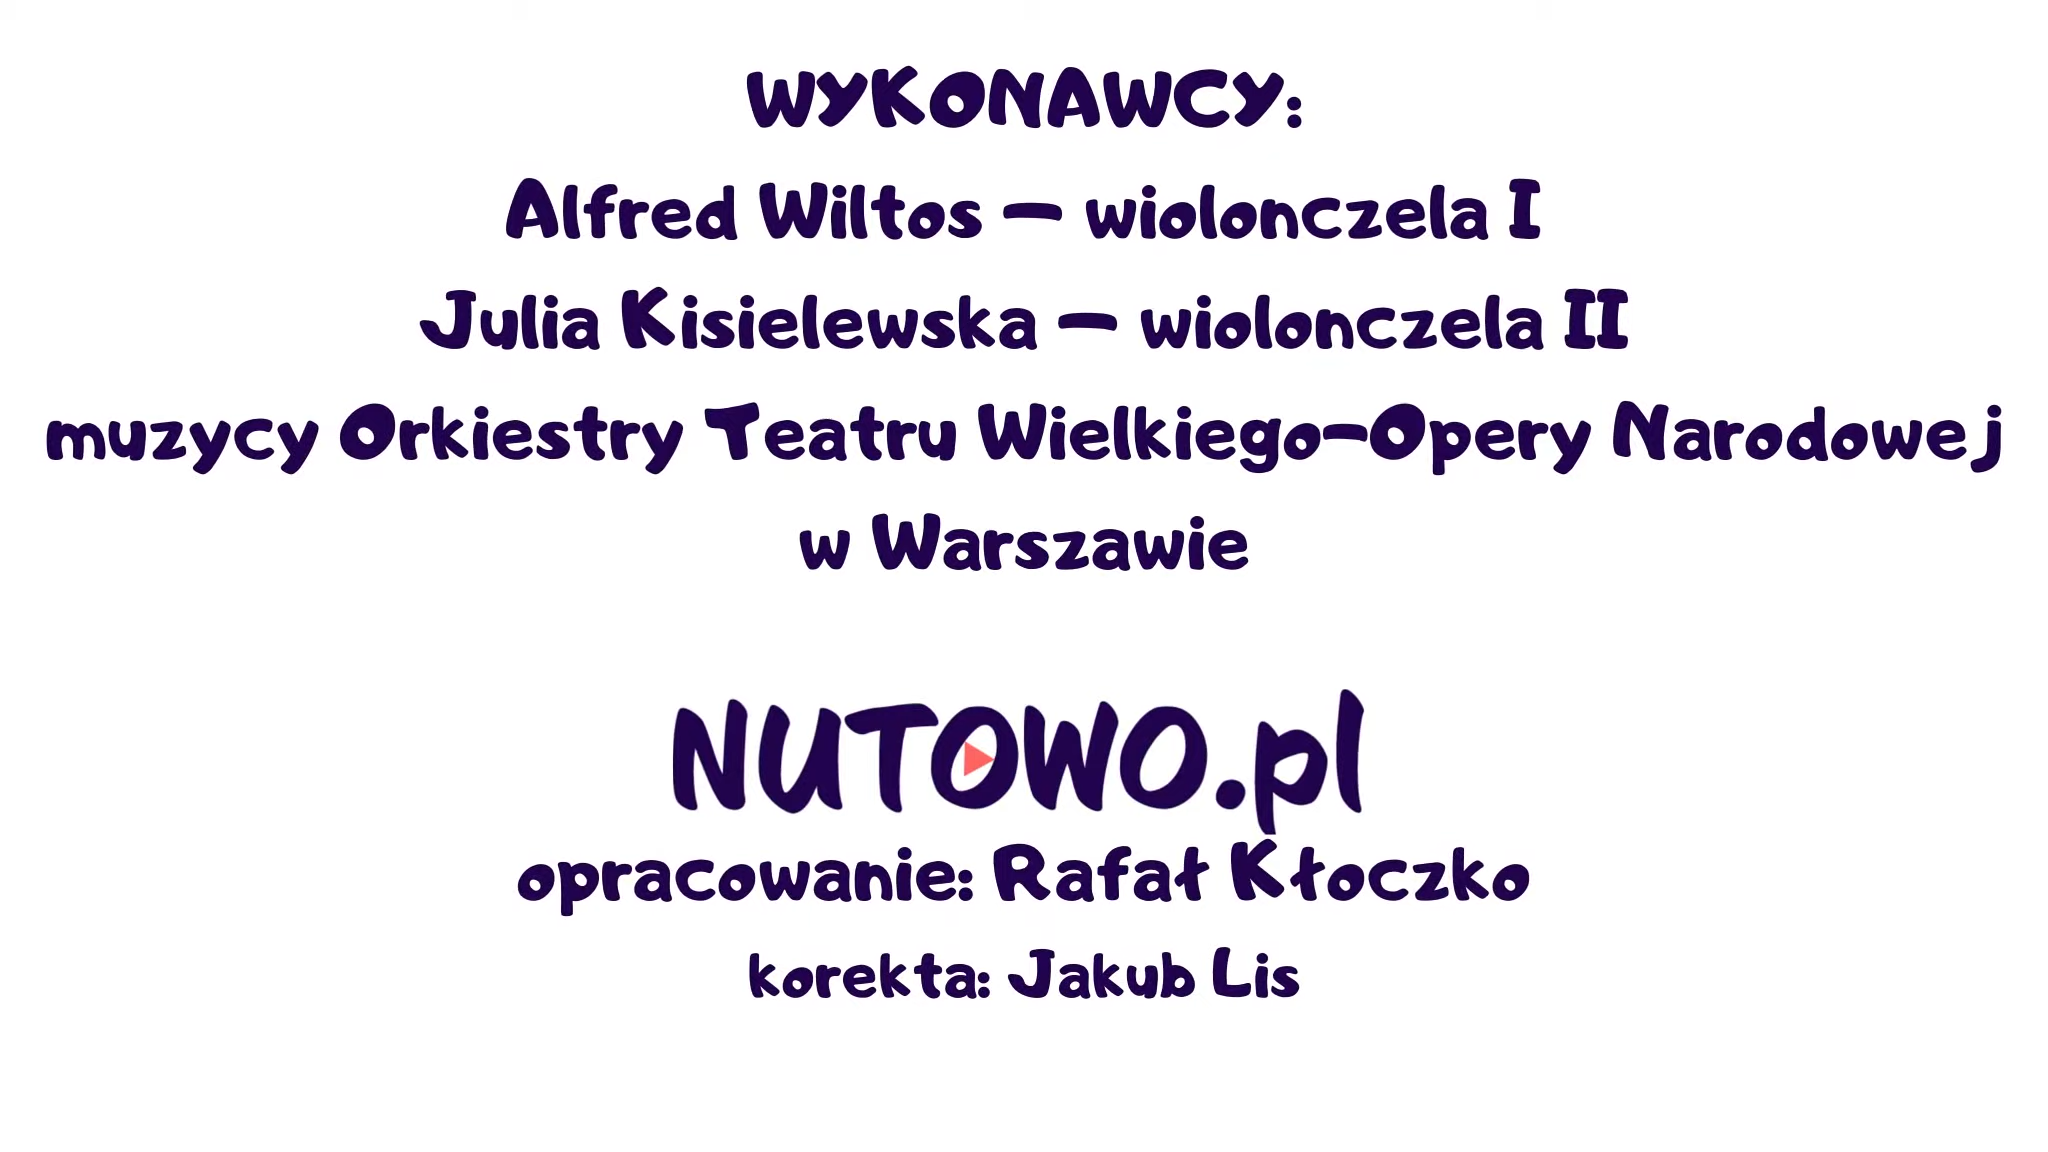 WYKONAWCY:
Alfred Wiltos – wiolonczela I
Julia Kisielewska – wiolonczela II
muzycy Orkiestry Teatru Wielkiego-Opery Narodowej
w Warszawie
NUTOWO.pl
opracowanie: Rafał Kłoczko
korekta: Jakub Lis